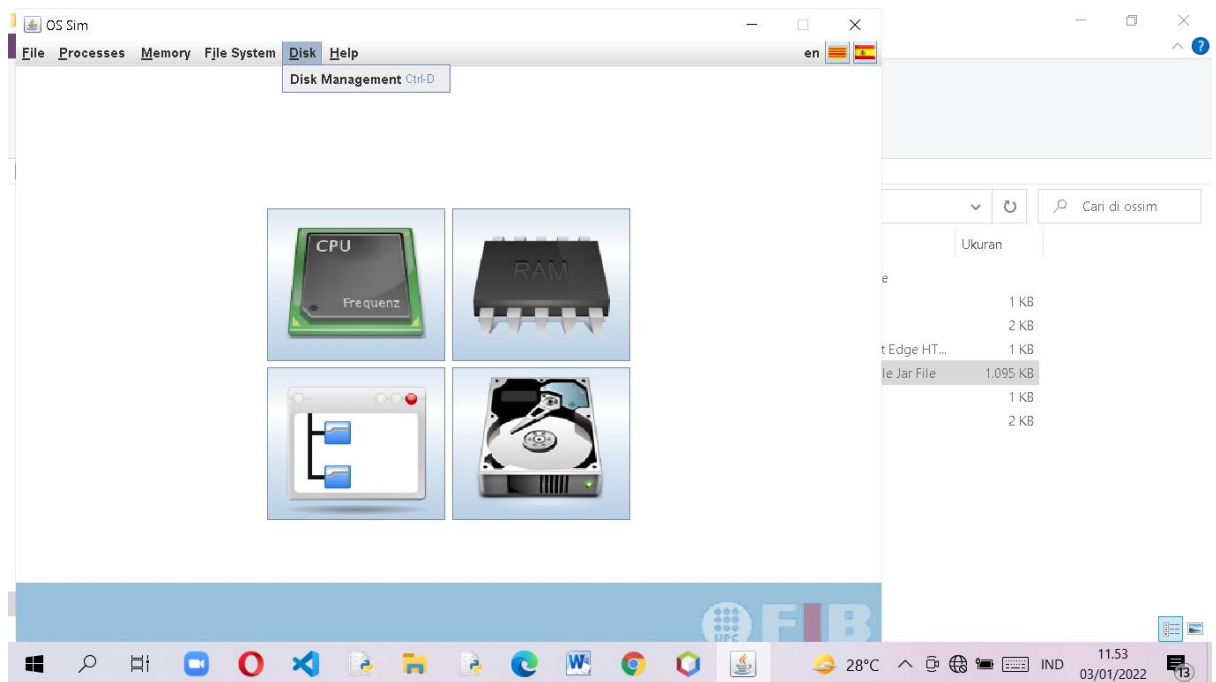 OS Sim
File Processes Memory File System Disk Help en
Disk Management Ctrl-D
CPU
Frequenz
RAM
Cari di ossim
Ukuran
e
1 KB
2 KB
t Edge HT... 1 KB
le Jar File 1.095 KB
1 KB
2 KB
UPC FIB
28°C IND 11.53
03/01/2022
13